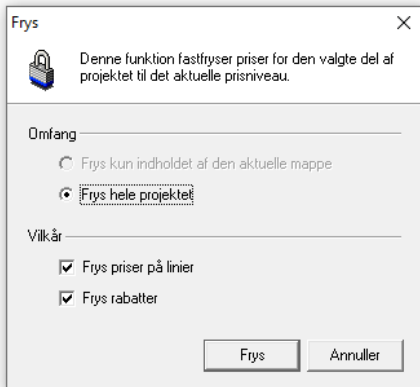 Frys
Denne funktion fastfryser priser for den valgte del af
projektet til det aktuelle prisniveau.
Omfang
Frys kun indholdet af den aktuelle mappe
Frys hele projektet
Vilkår
Frys priser på linier
Frys rabatter
Frys Annuller